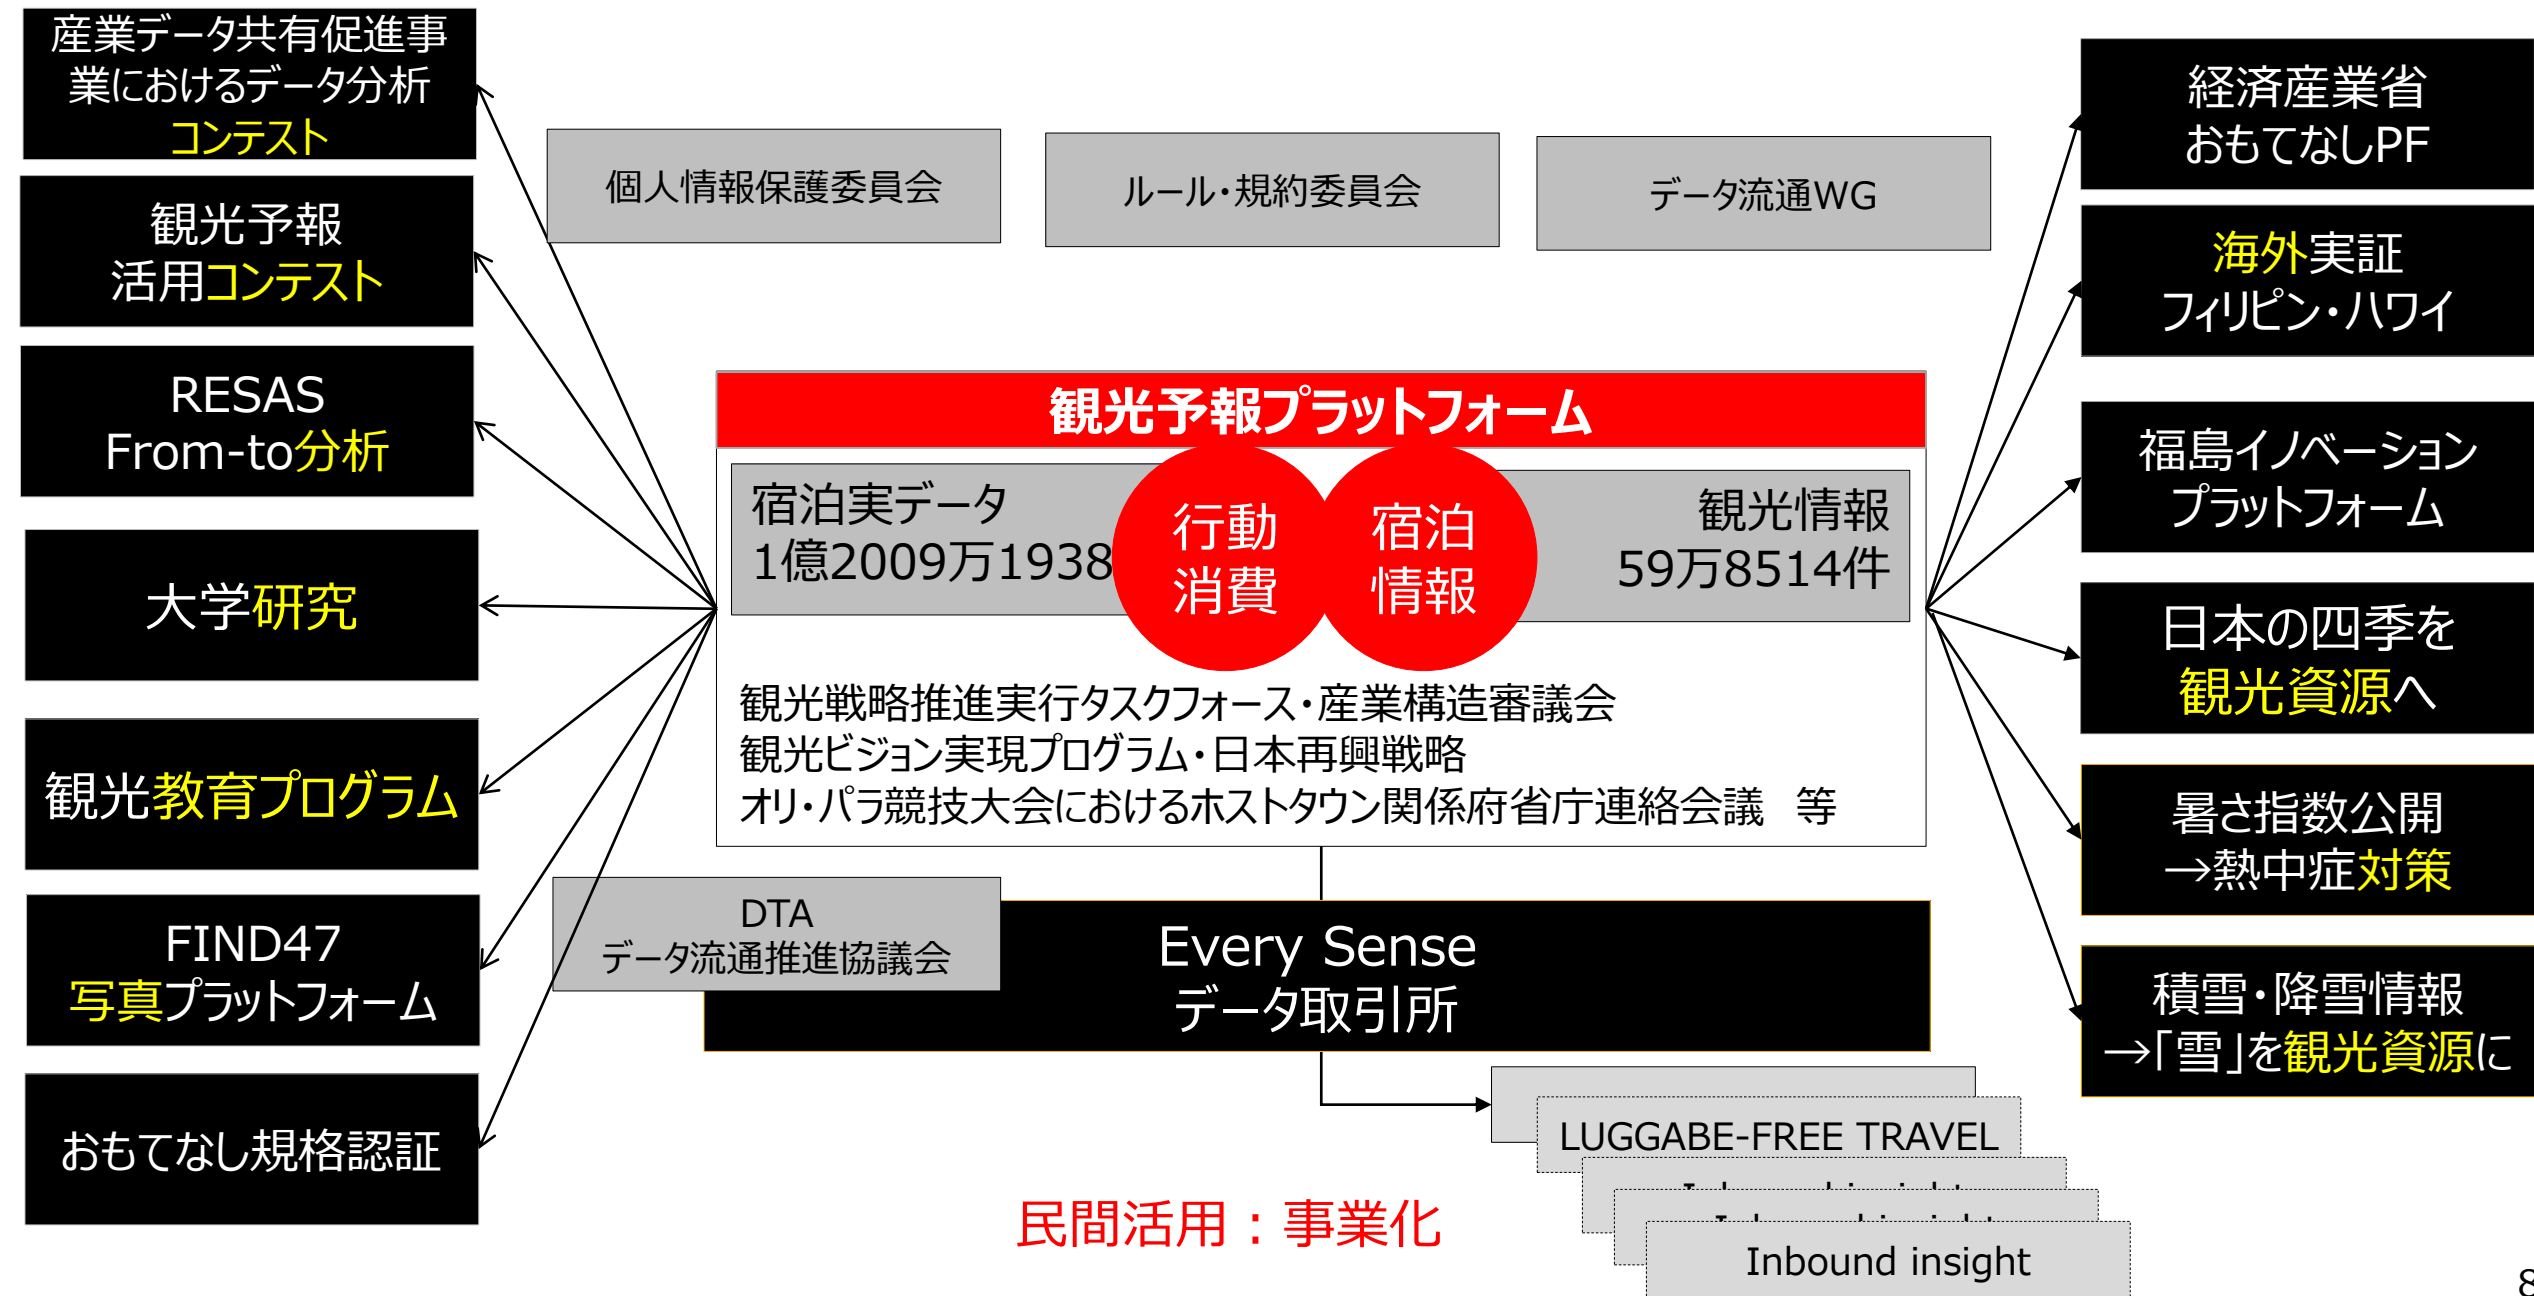 産業データ共有促進事
業におけるデータ分析
コンテスト
観光予報
活用コンテスト
RESAS
From-to分析
大学研究
観光教育プログラム
FIND47
写真プラットフォーム
おもてなし規格認証
個人情報保護委員会
ルール・規約委員会
データ流通WG
観光予報プラットフォーム
宿泊実データ
1億2009万1938
行動
消費
宿泊
情報
観光情報
59万8514件
観光戦略推進実行タスクフォース・産業構造審議会
観光ビジョン実現プログラム・日本再興戦略
オリ・パラ競技大会におけるホストタウン関係府省庁連絡会議　等
DTA
データ流通推進協議会
Every Sense
データ取引所
LUGGABE-FREE TRAVEL
Inbound insight
Inbound insight
Inbound insight
民間活用：事業化
経済産業省
おもてなしPF
海外実証
フィリピン・ハワイ
福島イノベーション
プラットフォーム
日本の四季を
観光資源へ
暑さ指数公開
→熱中症対策
積雪・降雪情報
→「雪」を観光資源に
8